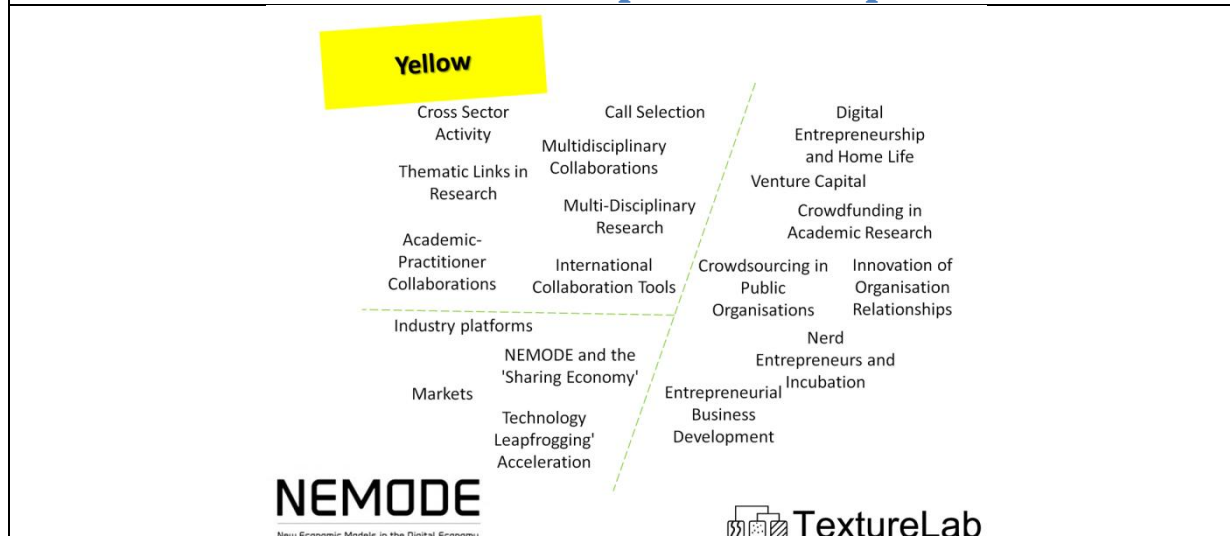 Yellow
Cross Sector
Activity
Call Selection
Multidisciplinary
Collaborations
Thematic Links in
Research
Multi-Disciplinary
Research
Academic-
Practitioner
Collaborations
International
Collaboration Tools
Digital
Entrepreneurship
and Home Life
Venture Capital
Crowdfunding in
Academic Research
Crowdsourcing in
Public
Organisations
Innovation of
Organisation
Relationships
Nerd
Entrepreneurs and
Incubation
Entrepreneurial
Business
Development
Industry platforms
NEMODE and the
'Sharing Economy'
Markets
Technology
Leapfrogging'
Acceleration
NEMODE
New Economic Models in the Digital Economy
TextureLab